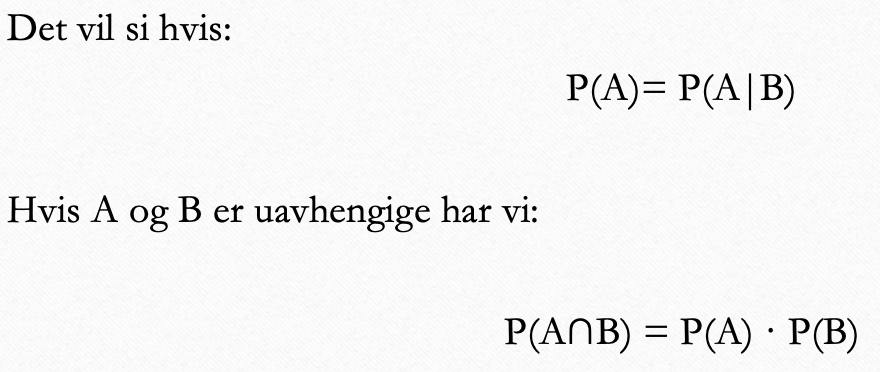 Det vil si hvis:
P(A)= P(A|B)
Hvis A og B er uavhengige har vi:
P(A∩B) = P(A) · P(B)